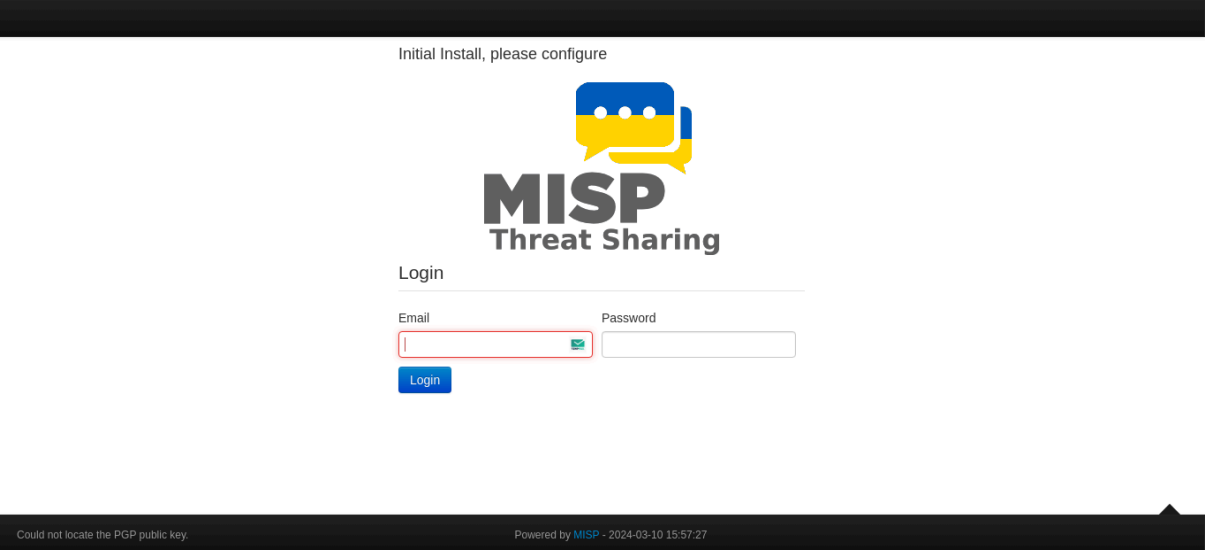 Initial Install, please configure
MISP
Threat Sharing
Login
Email
Password
Login
Could not locate the PGP public key.
Powered by MISP - 2024-03-10 15:57:27